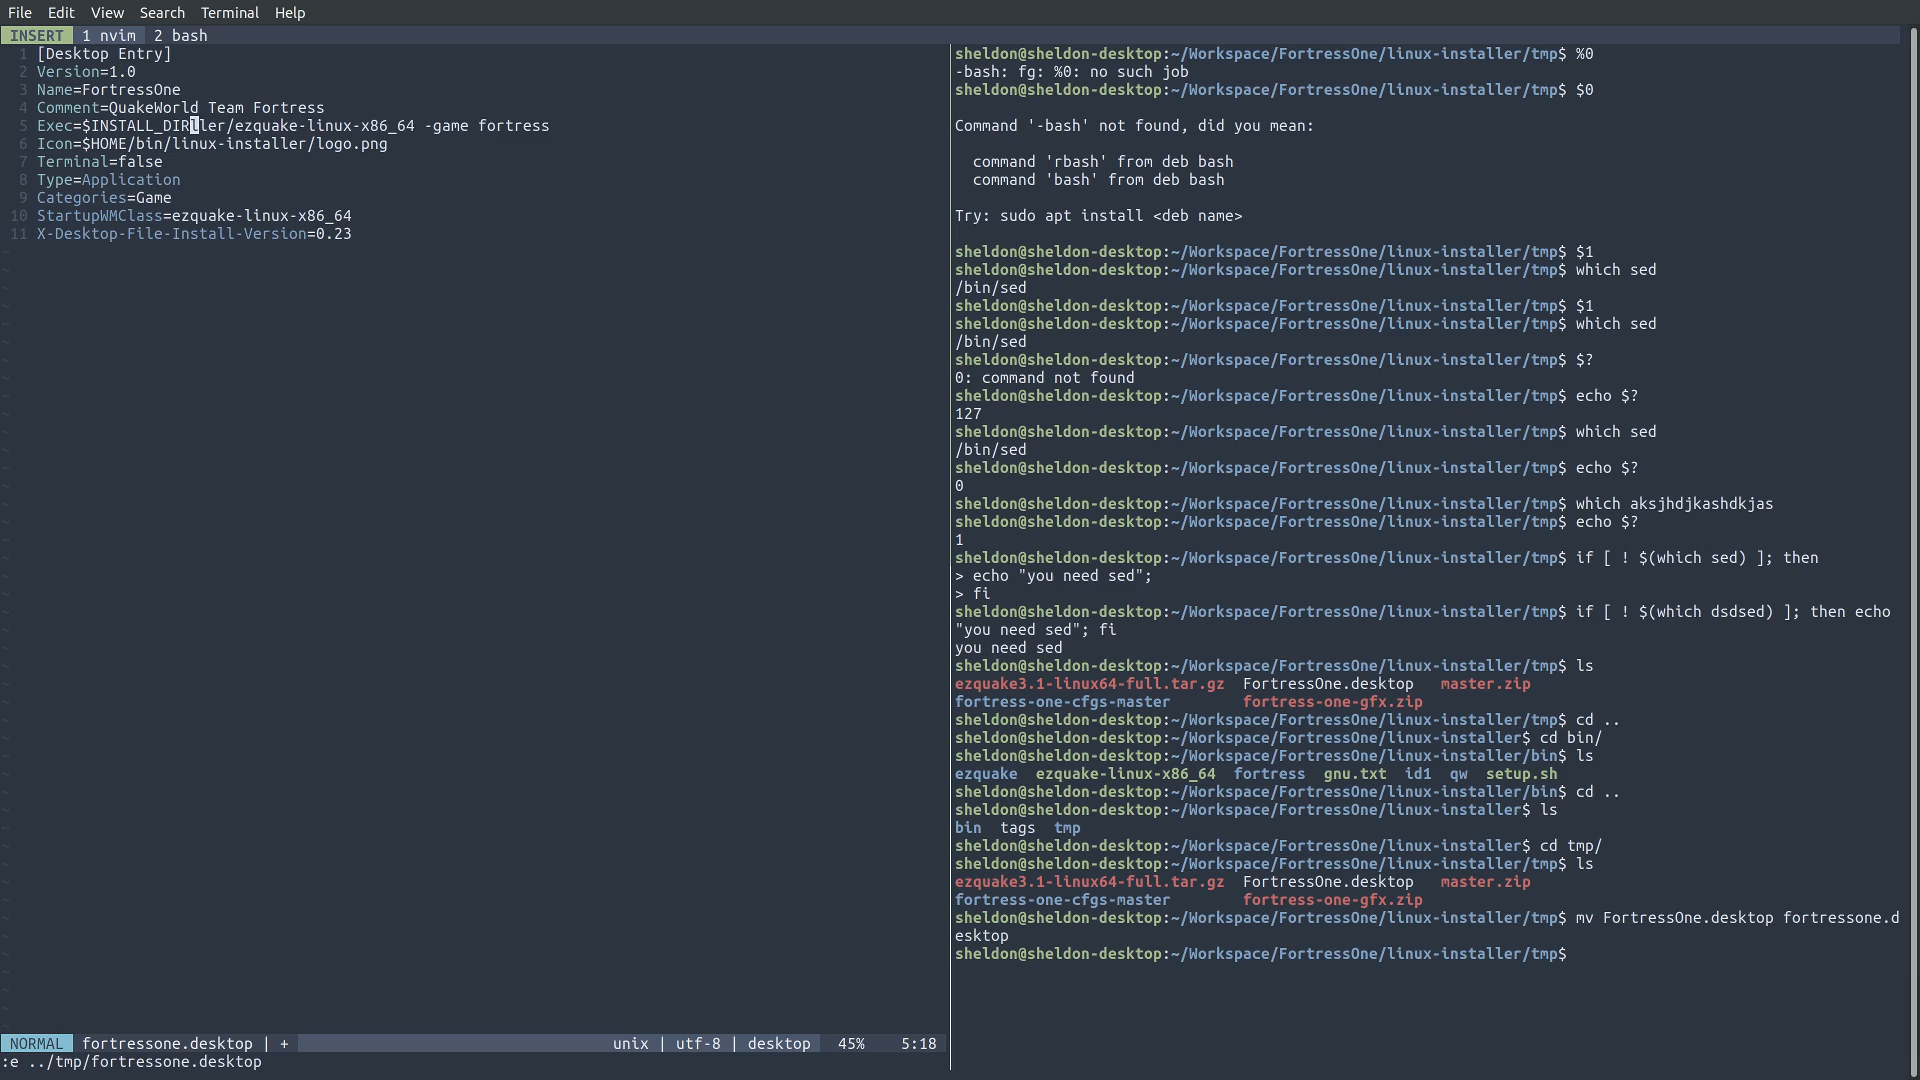 File Edit View Search Terminal Help
INSERT 1 nvim 2 bash
1 [Desktop Entry]
2 Version=1.0
3 Name=FortressOne
4 Comment=QuakeWorld Team Fortress
5 Exec=$INSTALL_DIRller/ezquake-linux-x86_64 -game fortress
6 Icon=$HOME/bin/linux-installer/logo.png
7 Terminal=false
8 Type=Application
9 Categories=Game
10 StartupWMClass=ezquake-linux-x86_64
11 X-Desktop-File-Install-Version=0.23
NORMAL fortressone.desktop | + unix | utf-8 | desktop 45% 5:18
:e ../tmp/fortressone.desktop
sheldon@sheldon-desktop:~/Workspace/FortressOne/linux-installer/tmp$ %0
-bash: fg: %0: no such job
sheldon@sheldon-desktop:~/Workspace/FortressOne/linux-installer/tmp$ $0
Command '-bash' not found, did you mean:
command 'rbash' from deb bash
command 'bash' from deb bash
Try: sudo apt install <deb name>
sheldon@sheldon-desktop:~/Workspace/FortressOne/linux-installer/tmp$ $1
sheldon@sheldon-desktop:~/Workspace/FortressOne/linux-installer/tmp$ which sed
/bin/sed
sheldon@sheldon-desktop:~/Workspace/FortressOne/linux-installer/tmp$ $1
sheldon@sheldon-desktop:~/Workspace/FortressOne/linux-installer/tmp$ which sed
/bin/sed
sheldon@sheldon-desktop:~/Workspace/FortressOne/linux-installer/tmp$ $?
0: command not found
sheldon@sheldon-desktop:~/Workspace/FortressOne/linux-installer/tmp$ echo $?
127
sheldon@sheldon-desktop:~/Workspace/FortressOne/linux-installer/tmp$ which sed
/bin/sed
sheldon@sheldon-desktop:~/Workspace/FortressOne/linux-installer/tmp$ echo $?
0
sheldon@sheldon-desktop:~/Workspace/FortressOne/linux-installer/tmp$ which aksjhdjkashdkjas
sheldon@sheldon-desktop:~/Workspace/FortressOne/linux-installer/tmp$ echo $?
1
sheldon@sheldon-desktop:~/Workspace/FortressOne/linux-installer/tmp$ if [ ! $(which sed) ]; then
> echo "you need sed";
> fi
sheldon@sheldon-desktop:~/Workspace/FortressOne/linux-installer/tmp$ if [ ! $(which dsdsed) ]; then echo
"you need sed"; fi
you need sed
sheldon@sheldon-desktop:~/Workspace/FortressOne/linux-installer/tmp$ ls
ezquake3.1-linux64-full.tar.gz FortressOne.desktop master.zip
fortress-one-cfgs-master fortress-one-gfx.zip
sheldon@sheldon-desktop:~/Workspace/FortressOne/linux-installer/tmp$ cd ..
sheldon@sheldon-desktop:~/Workspace/FortressOne/linux-installer$ cd bin/
sheldon@sheldon-desktop:~/Workspace/FortressOne/linux-installer/bin$ ls
ezquake ezquake-linux-x86_64 fortress gnu.txt id1 qw setup.sh
sheldon@sheldon-desktop:~/Workspace/FortressOne/linux-installer/bin$ cd ..
sheldon@sheldon-desktop:~/Workspace/FortressOne/linux-installer$ ls
bin tags tmp
sheldon@sheldon-desktop:~/Workspace/FortressOne/linux-installer$ cd tmp/
sheldon@sheldon-desktop:~/Workspace/FortressOne/linux-installer/tmp$ ls
ezquake3.1-linux64-full.tar.gz FortressOne.desktop master.zip
fortress-one-cfgs-master fortress-one-gfx.zip
sheldon@sheldon-desktop:~/Workspace/FortressOne/linux-installer/tmp$ mv FortressOne.desktop fortressone.d
esktop
sheldon@sheldon-desktop:~/Workspace/FortressOne/linux-installer/tmp$